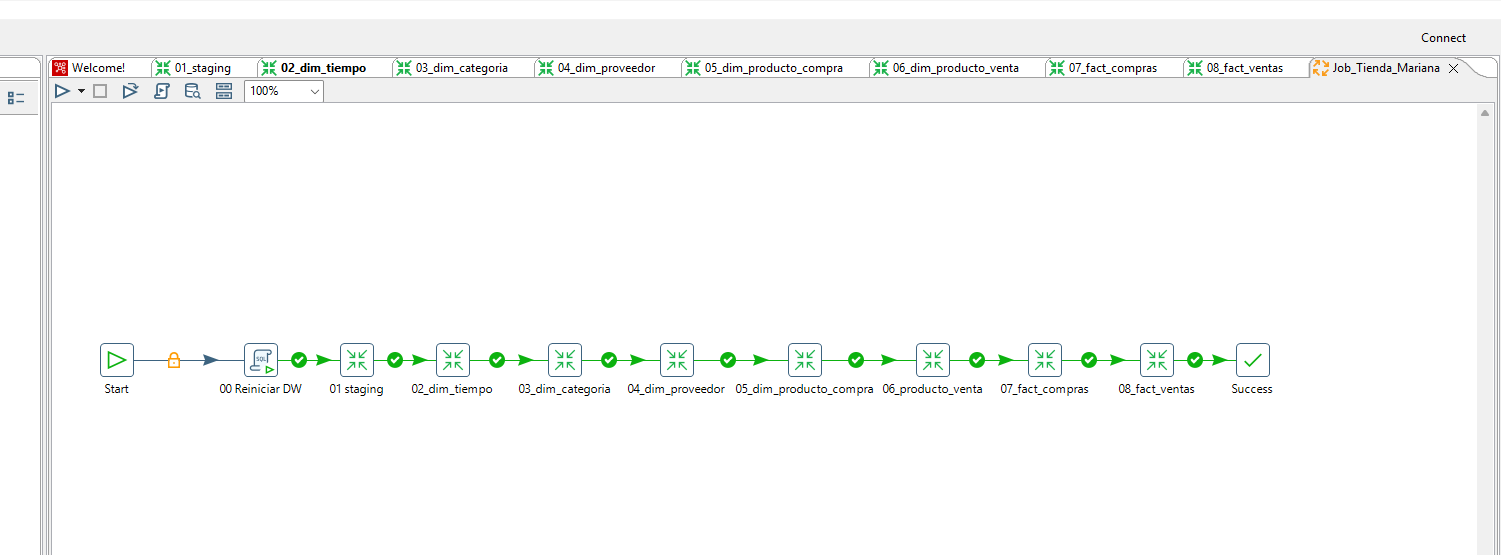 Connect
Welcome! 01_staging 02_dim_tiempo 03_dim_categoria 04_dim_proveedor 05_dim_producto_compra 06_dim_producto_venta 07_fact_compras 08_fact_ventas Job_Tienda_Mariana
100%
SQL
Start 00 Reiniciar DW 01 staging 02_dim_tiempo 03_dim_categoria 04_dim_proveedor 05_dim_producto_compra 06_producto_venta 07_fact_compras 08_fact_ventas Success